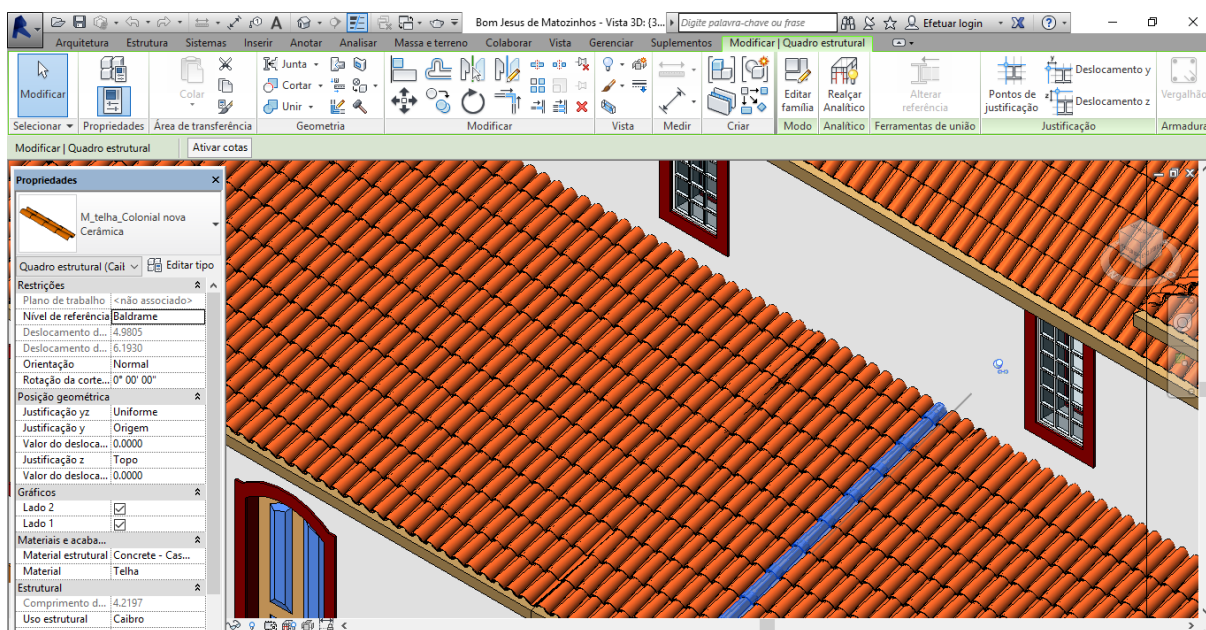 Bom Jesus de Matozinhos - Vista 3D: {3... Digite palavra-chave ou frase Efetuar login
Arquitetura Estrutura Sistemas Inserir Anotar Analisar Massa e terreno Colaborar Vista Gerenciar Suplementos Modificar | Quadro estrutural
Modificar
Colar
Junta
Cortar
Unir
Editar família
Realçar Analítico
Alterar referência
Pontos de justificação
Deslocamento y
Deslocamento z
Vergalhão
Selecionar Propriedades Área de transferência Geometria Modificar Vista Medir Criar Modo Analítico Ferramentas de união Justificação Armadura
Modificar | Quadro estrutural Ativar cotas
Propriedades
M_telha_Colonial nova
Cerâmica
Quadro estrutural (Cail Editar tipo
Restrições
Plano de trabalho <não associado>
Nível de referência Baldrame
Deslocamento d... 4.9805
Deslocamento d... 6.1930
Orientação Normal
Rotação da corte... 0° 00' 00"
Posição geométrica
Justificação yz Uniforme
Justificação y Origem
Valor do desloca... 0.0000
Justificação z Topo
Valor do desloca... 0.0000
Gráficos
Lado 2
Lado 1
Materiais e acaba...
Material estrutural Concrete - Cas...
Material Telha
Estrutural
Comprimento d... 4.2197
Uso estrutural Caibro